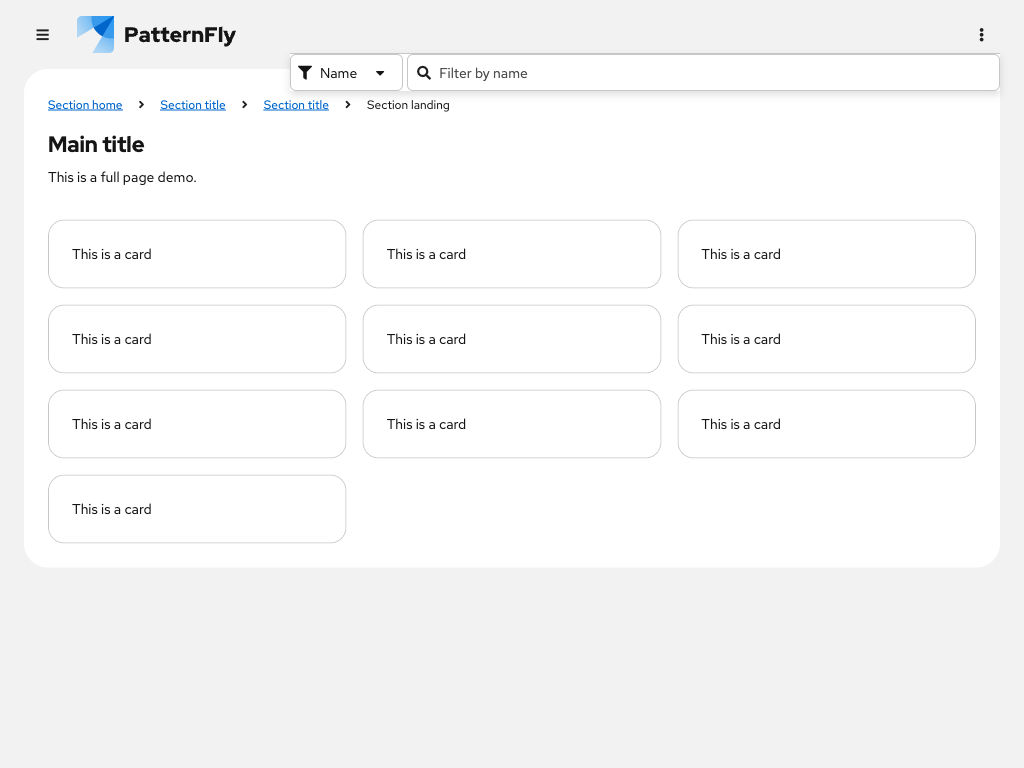 PatternFly
Name
Filter by name
Section home Section title Section title Section landing
Main title
This is a full page demo.
This is a card This is a card This is a card
This is a card This is a card This is a card
This is a card This is a card This is a card
This is a card